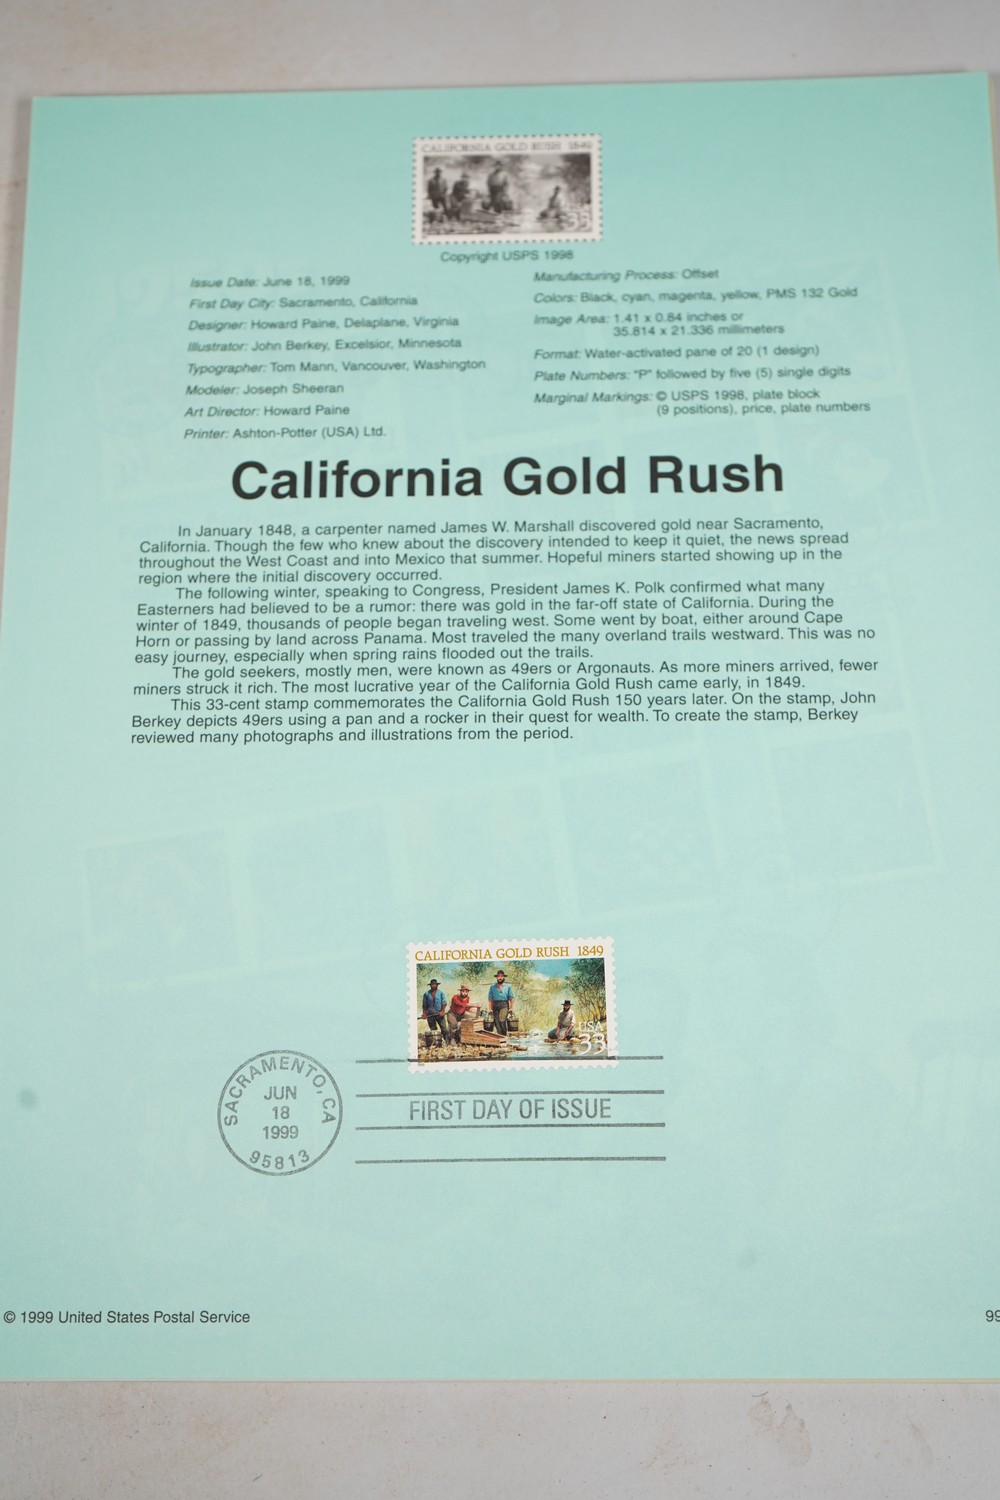 CALIFORNIA GOLD RUSH 1849
33
Copyright USPS 1998
Issue Date: June 18, 1999
First Day City: Sacramento, California
Designer: Howard Paine, Delaplane, Virginia
Illustrator: John Berkey, Excelsior, Minnesota
Typographer: Tom Mann, Vancouver, Washington
Modeler: Joseph Sheeran
Art Director: Howard Paine
Printer: Ashton-Potter (USA) Ltd.
Manufacturing Process: Offset
Colors: Black, cyan, magenta, yellow, PMS 132 Gold
Image Area: 1.41 x 0.84 inches or
35.814 x 21.336 millimeters
Format: Water-activated pane of 20 (1 design)
Plate Numbers: "P" followed by five (5) single digits
Marginal Markings: © USPS 1998, plate block
(9 positions), price, plate numbers
California Gold Rush
In January 1848, a carpenter named James W. Marshall discovered gold near Sacramento,
California. Though the few who knew about the discovery intended to keep it quiet, the news spread
throughout the West Coast and into Mexico that summer. Hopeful miners started showing up in the
region where the initial discovery occurred.
The following winter, speaking to Congress, President James K. Polk confirmed what many
Easterners had believed to be a rumor: there was gold in the far-off state of California. During the
winter of 1849, thousands of people began traveling west. Some went by boat, either around Cape
Horn or passing by land across Panama. Most traveled the many overland trails westward. This was no
easy journey, especially when spring rains flooded out the trails.
The gold seekers, mostly men, were known as 49ers or Argonauts. As more miners arrived, fewer
miners struck it rich. The most lucrative year of the California Gold Rush came early, in 1849.
This 33-cent stamp commemorates the California Gold Rush 150 years later. On the stamp, John
Berkey depicts 49ers using a pan and a rocker in their quest for wealth. To create the stamp, Berkey
reviewed many photographs and illustrations from the period.
CALIFORNIA GOLD RUSH 1849
USA
33
SACRAMENTO, CA
JUN
18
1999
95813
FIRST DAY OF ISSUE
© 1999 United States Postal Service
99